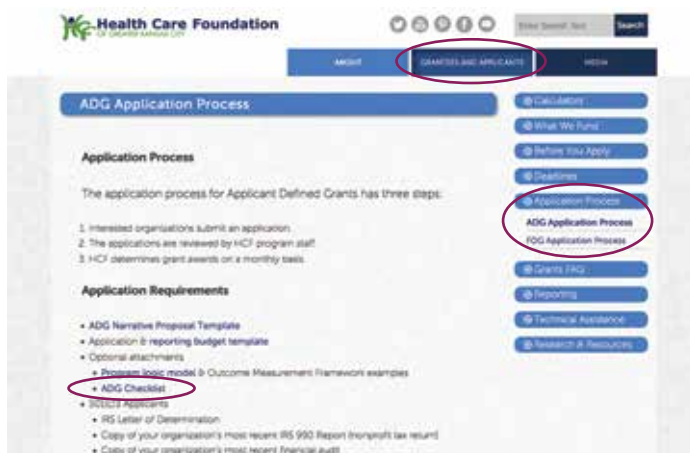 Health Care Foundation
OF GREATER KANSAS CITY
Enter Search Text
Search
ABOUT
GRANTEES AND APPLICANTS
MEDIA
ADG Application Process
Application Process
The application process for Applicant Defined Grants has three steps:
1. Interested organizations submit an application.
2. The applications are reviewed by HCF program staff.
3. HCF determines grant awards on a monthly basis.
Application Requirements
• ADG Narrative Proposal Template
• Application & reporting budget template
• Optional attachments
• Program logic model & Outcome Measurement Framework examples
• ADG Checklist
• 501(c)3 Applicants
• IRS Letter of Determination
• Copy of your organization's most recent IRS 990 Report (nonprofit tax return)
• Copy of your organization's most recent financial audit
Calculators
What We Fund
Before You Apply
Deadlines
Application Process
ADG Application Process
FDG Application Process
Grants FAQ
Reporting
Technical Assistance
Research & Resources